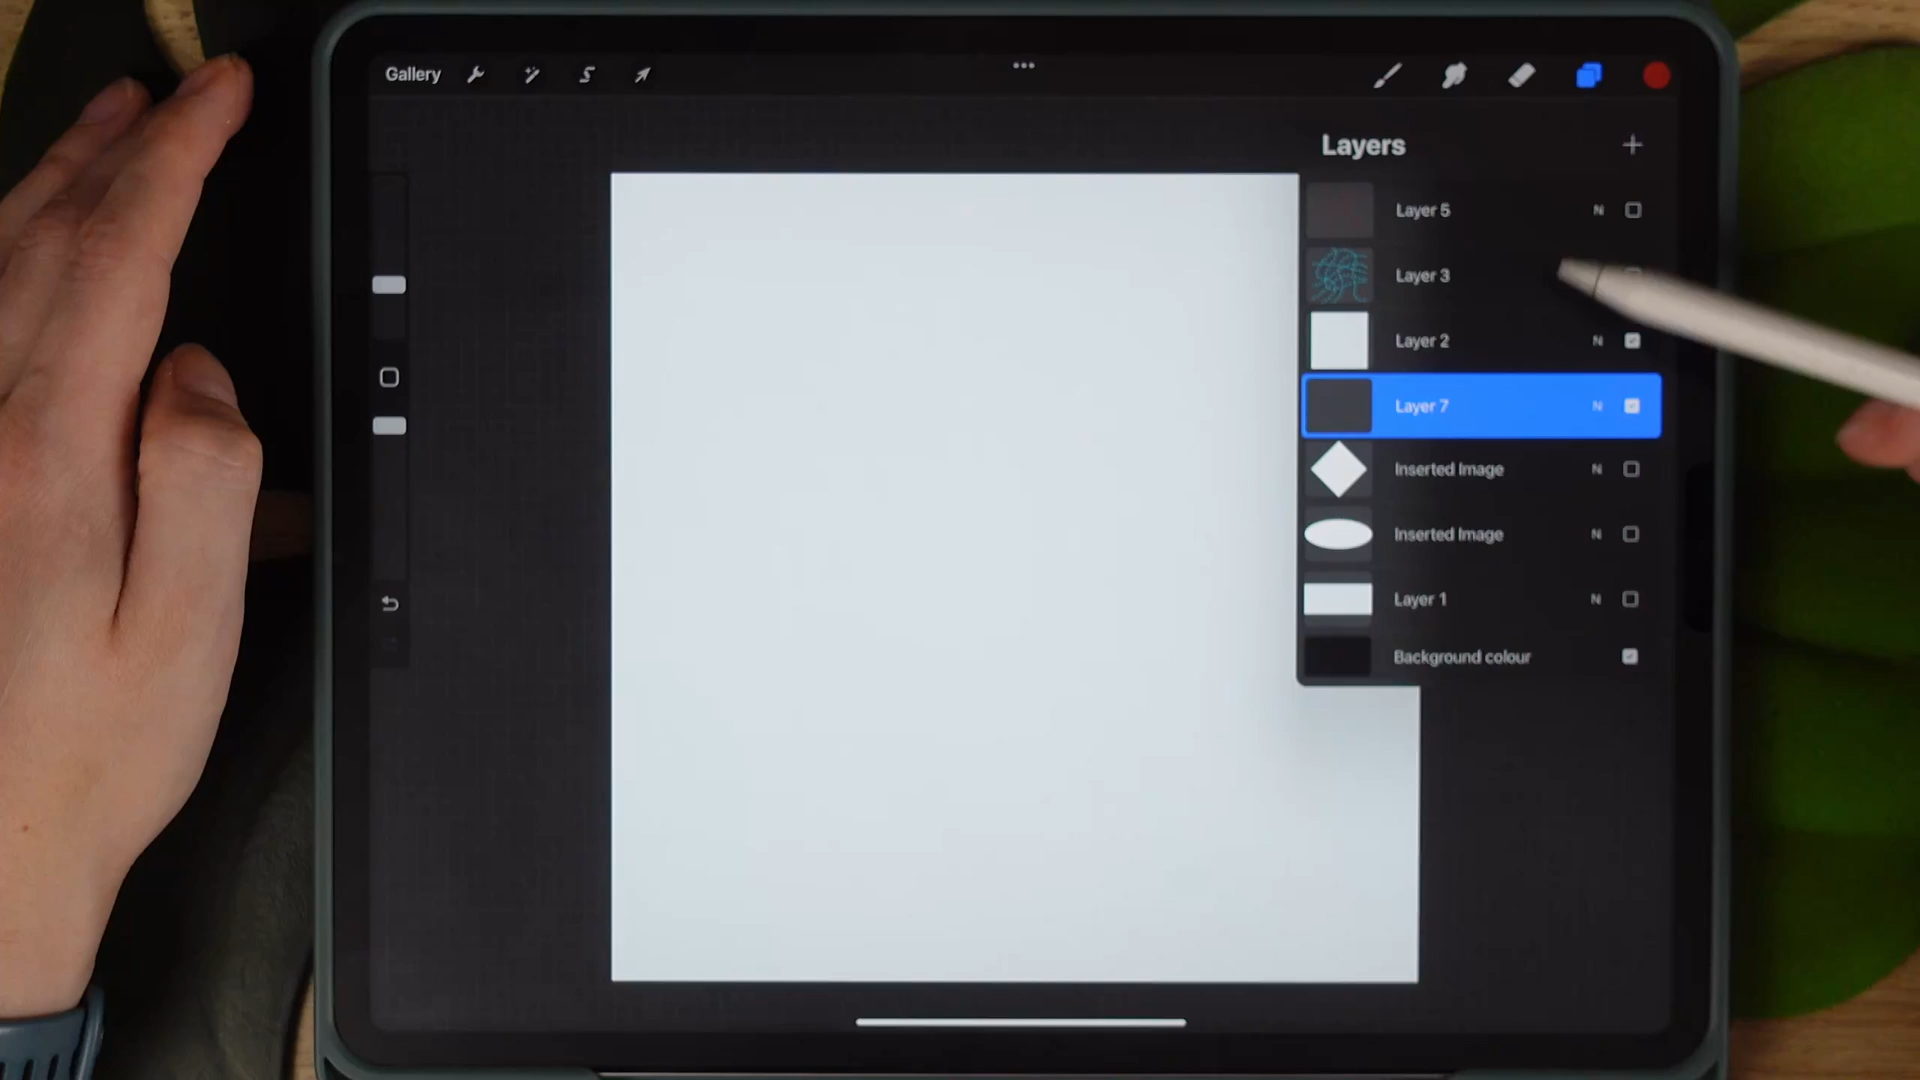 Gallery
Layers
Layer 5 N
Layer 3
Layer 2 N
Layer 7 N
Inserted Image N
Inserted Image N
Layer 1 N
Background colour